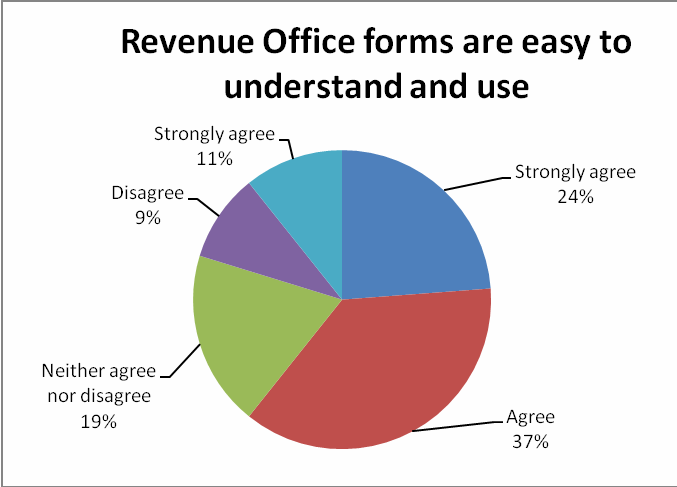 Revenue Office forms are easy to
understand and use
Strongly agree
11%
Strongly agree
24%
Disagree
9%
Neither agree
nor disagree
19%
Agree
37%